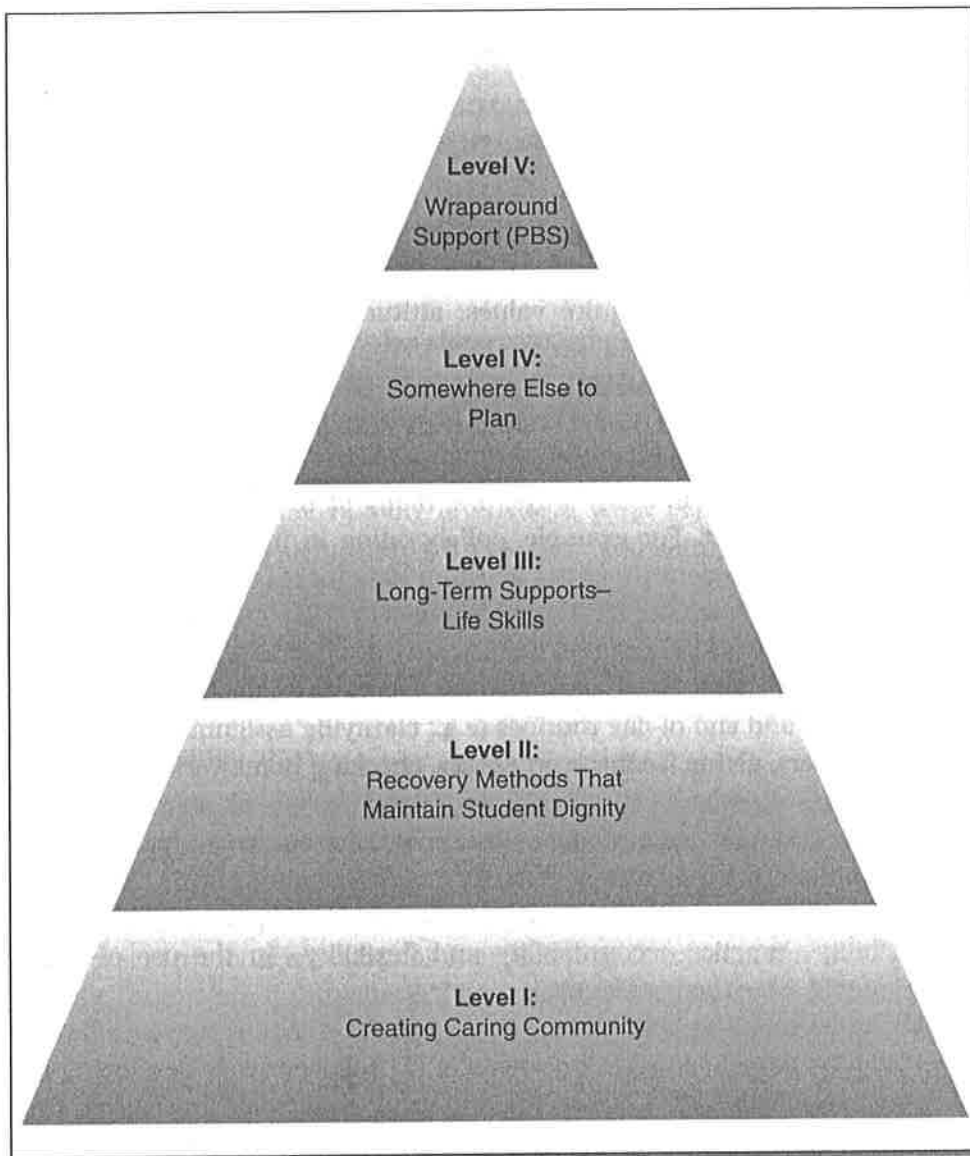 Level V:
Wraparound
Support (PBS)
Level IV:
Somewhere Else to
Plan
Level III:
Long-Term Supports–
Life Skills
Level II:
Recovery Methods That
Maintain Student Dignity
Level I:
Creating Caring Community